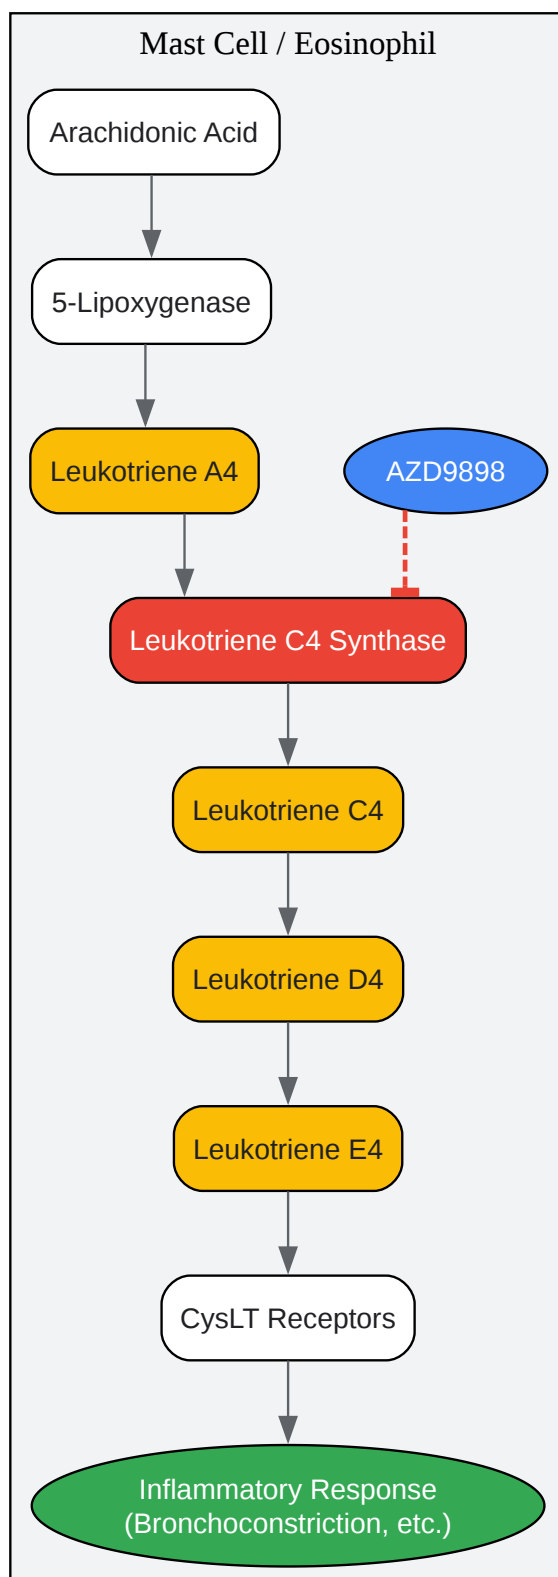 Mast Cell / Eosinophil
Arachidonic Acid
5-Lipoxygenase
Leukotriene A4
AZD9898
Leukotriene C4 Synthase
Leukotriene C4
Leukotriene D4
Leukotriene E4
CysLT Receptors
Inflammatory Response
(Bronchoconstriction, etc.)